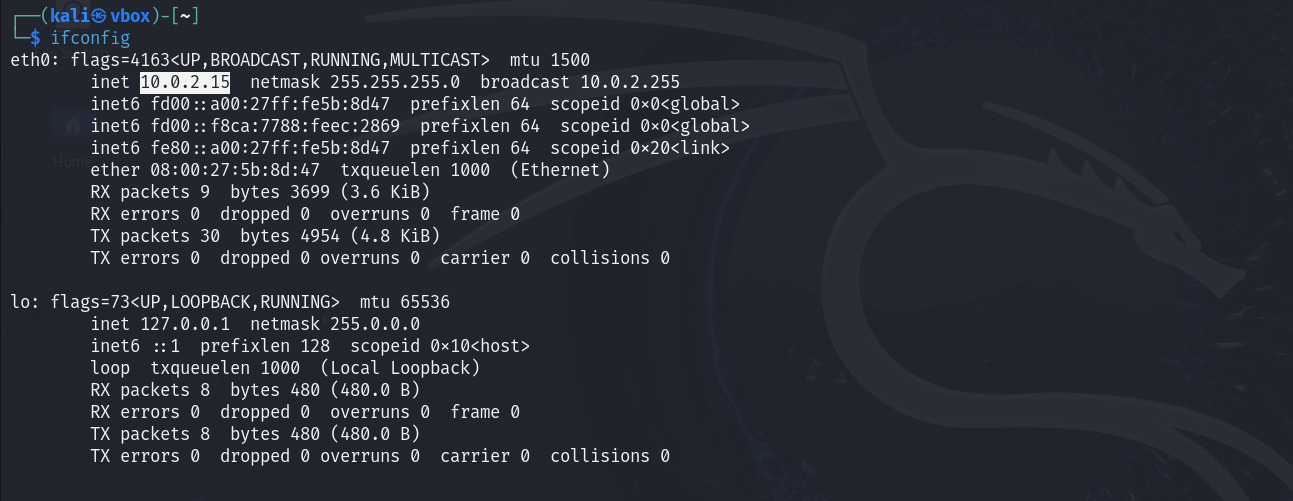 ┌──(kali㉿vbox)-[~]
└─$ ifconfig
eth0: flags=4163<UP,BROADCAST,RUNNING,MULTICAST>  mtu 1500
        inet 10.0.2.15  netmask 255.255.255.0  broadcast 10.0.2.255
        inet6 fd00::a00:27ff:fe5b:8d47  prefixlen 64  scopeid 0x0<global>
        inet6 fd00::f8ca:7788:feec:2869  prefixlen 64  scopeid 0x0<global>
        inet6 fe80::a00:27ff:fe5b:8d47  prefixlen 64  scopeid 0x20<link>
Home
        ether 08:00:27:5b:8d:47  txqueuelen 1000  (Ethernet)
        RX packets 9  bytes 3699 (3.6 KiB)
        RX errors 0  dropped 0  overruns 0  frame 0
        TX packets 30  bytes 4954 (4.8 KiB)
        TX errors 0  dropped 0 overruns 0  carrier 0  collisions 0

lo: flags=73<UP,LOOPBACK,RUNNING>  mtu 65536
        inet 127.0.0.1  netmask 255.0.0.0
        inet6 ::1  prefixlen 128  scopeid 0x10<host>
        loop  txqueuelen 1000  (Local Loopback)
        RX packets 8  bytes 480 (480.0 B)
        RX errors 0  dropped 0  overruns 0  frame 0
        TX packets 8  bytes 480 (480.0 B)
        TX errors 0  dropped 0 overruns 0  carrier 0  collisions 0